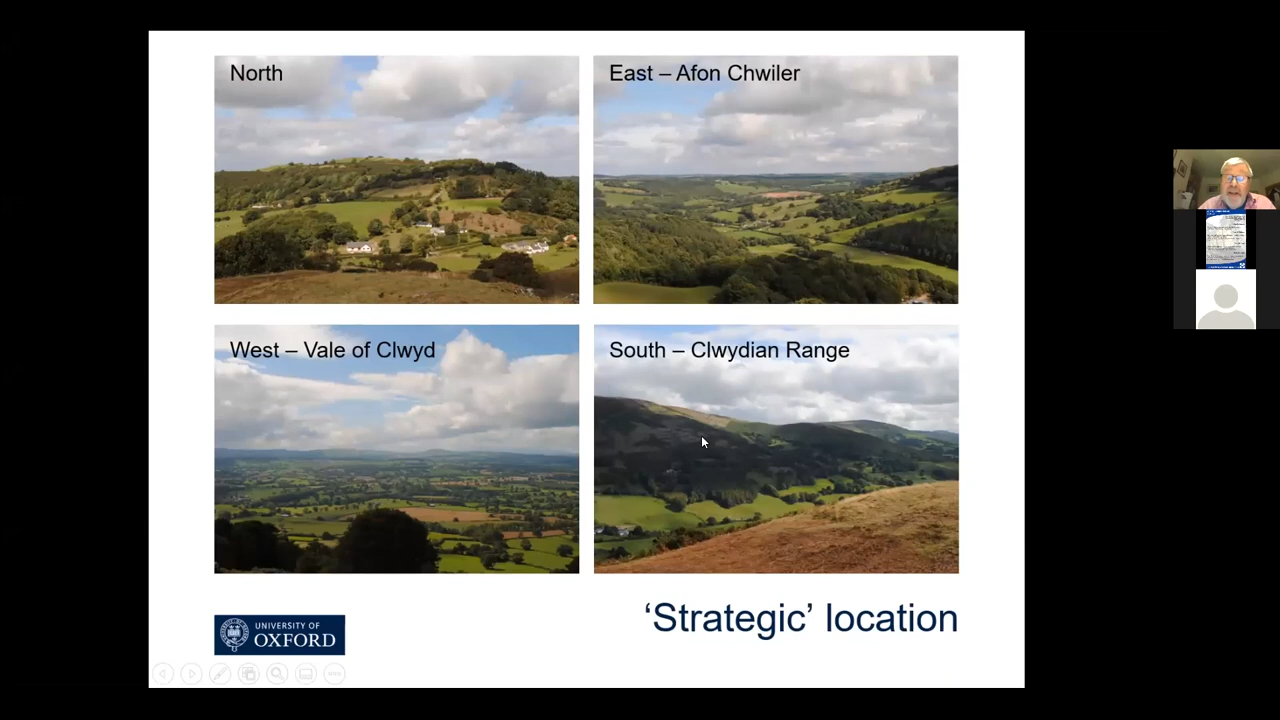 North
East – Afon Chwiler
West – Vale of Clwyd
South – Clwydian Range
‘Strategic’ location
UNIVERSITY OF
OXFORD